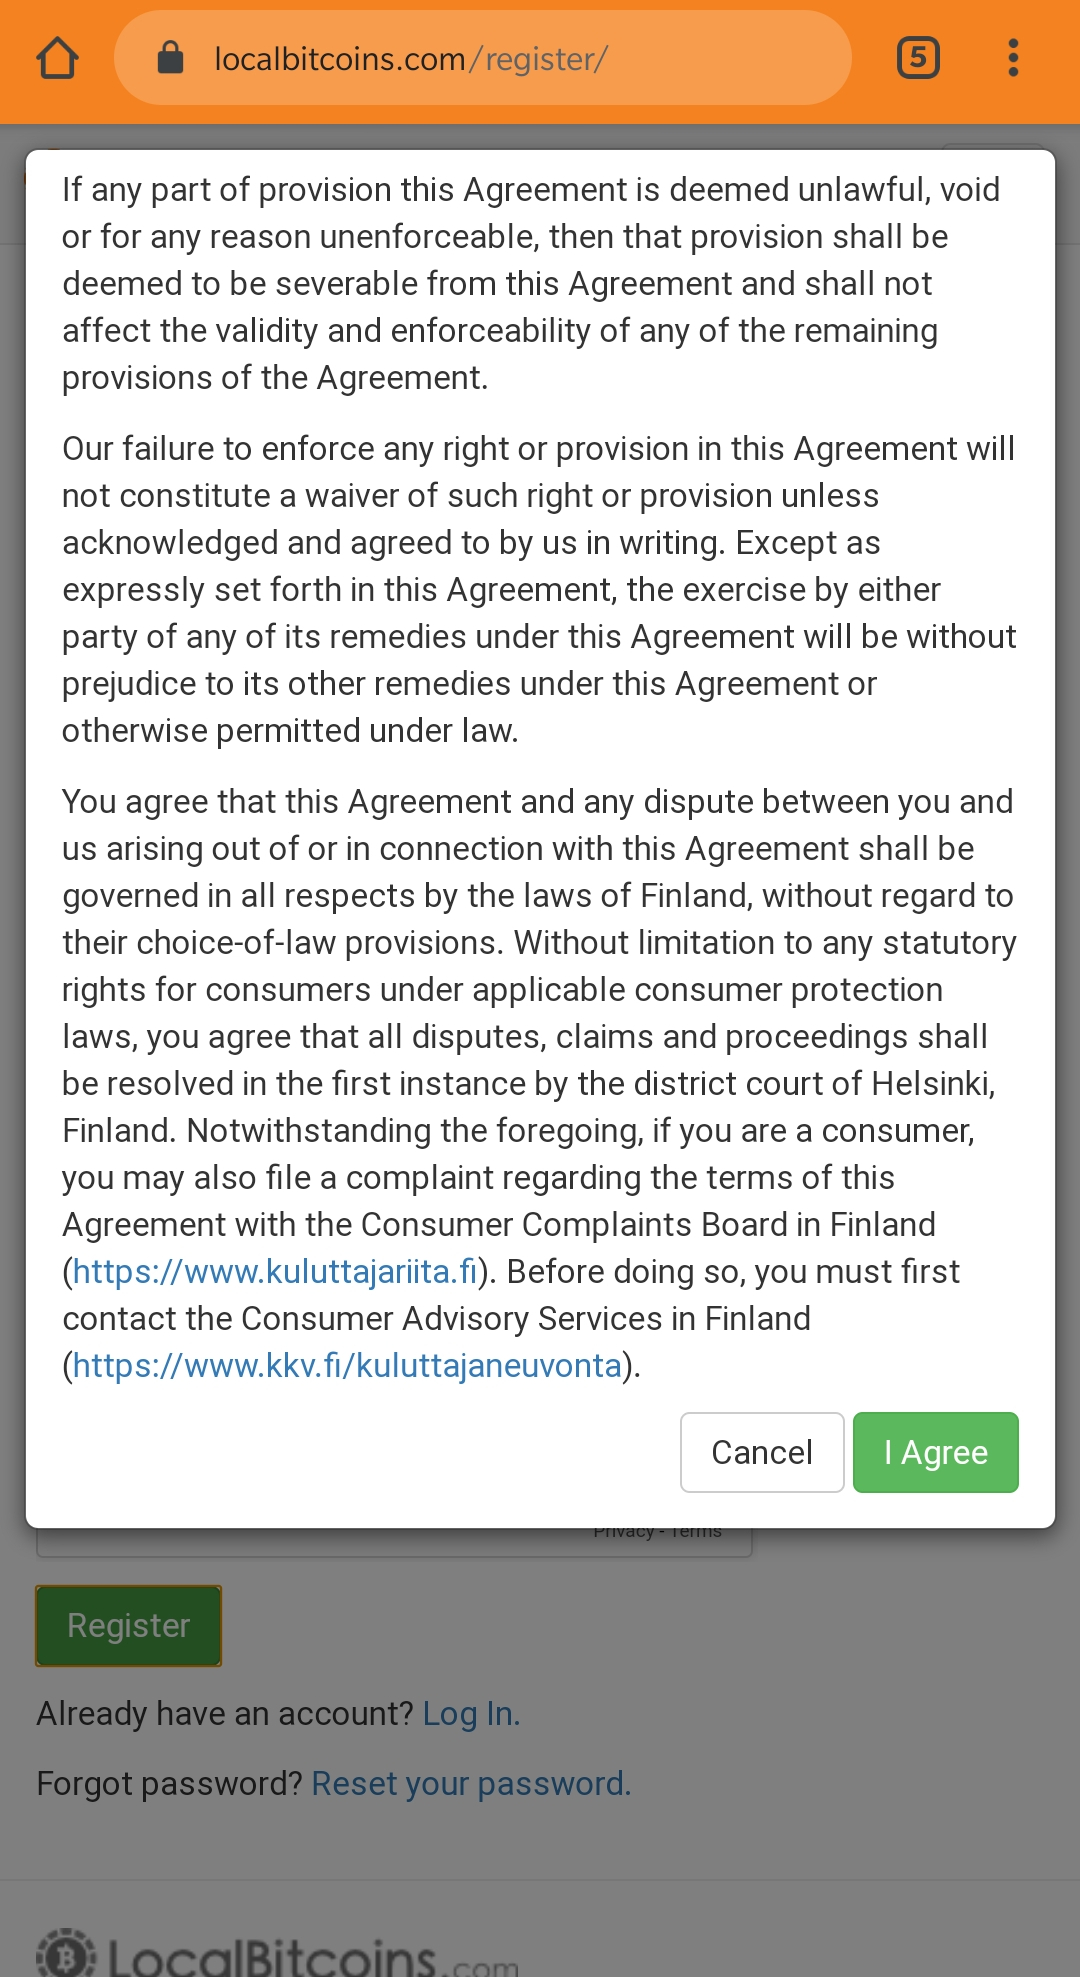 localbitcoins.com/register/
5
If any part of provision this Agreement is deemed unlawful, void
or for any reason unenforceable, then that provision shall be
deemed to be severable from this Agreement and shall not
affect the validity and enforceability of any of the remaining
provisions of the Agreement.
Our failure to enforce any right or provision in this Agreement will
not constitute a waiver of such right or provision unless
acknowledged and agreed to by us in writing. Except as
expressly set forth in this Agreement, the exercise by either
party of any of its remedies under this Agreement will be without
prejudice to its other remedies under this Agreement or
otherwise permitted under law.
You agree that this Agreement and any dispute between you and
us arising out of or in connection with this Agreement shall be
governed in all respects by the laws of Finland, without regard to
their choice-of-law provisions. Without limitation to any statutory
rights for consumers under applicable consumer protection
laws, you agree that all disputes, claims and proceedings shall
be resolved in the first instance by the district court of Helsinki,
Finland. Notwithstanding the foregoing, if you are a consumer,
you may also file a complaint regarding the terms of this
Agreement with the Consumer Complaints Board in Finland
(https://www.kuluttajariita.fi). Before doing so, you must first
contact the Consumer Advisory Services in Finland
(https://www.kkv.fi/kuluttajaneuvonta).
Cancel
I Agree
Privacy - Terms
Register
Already have an account? Log In.
Forgot password? Reset your password.
LocalBitcoins.com